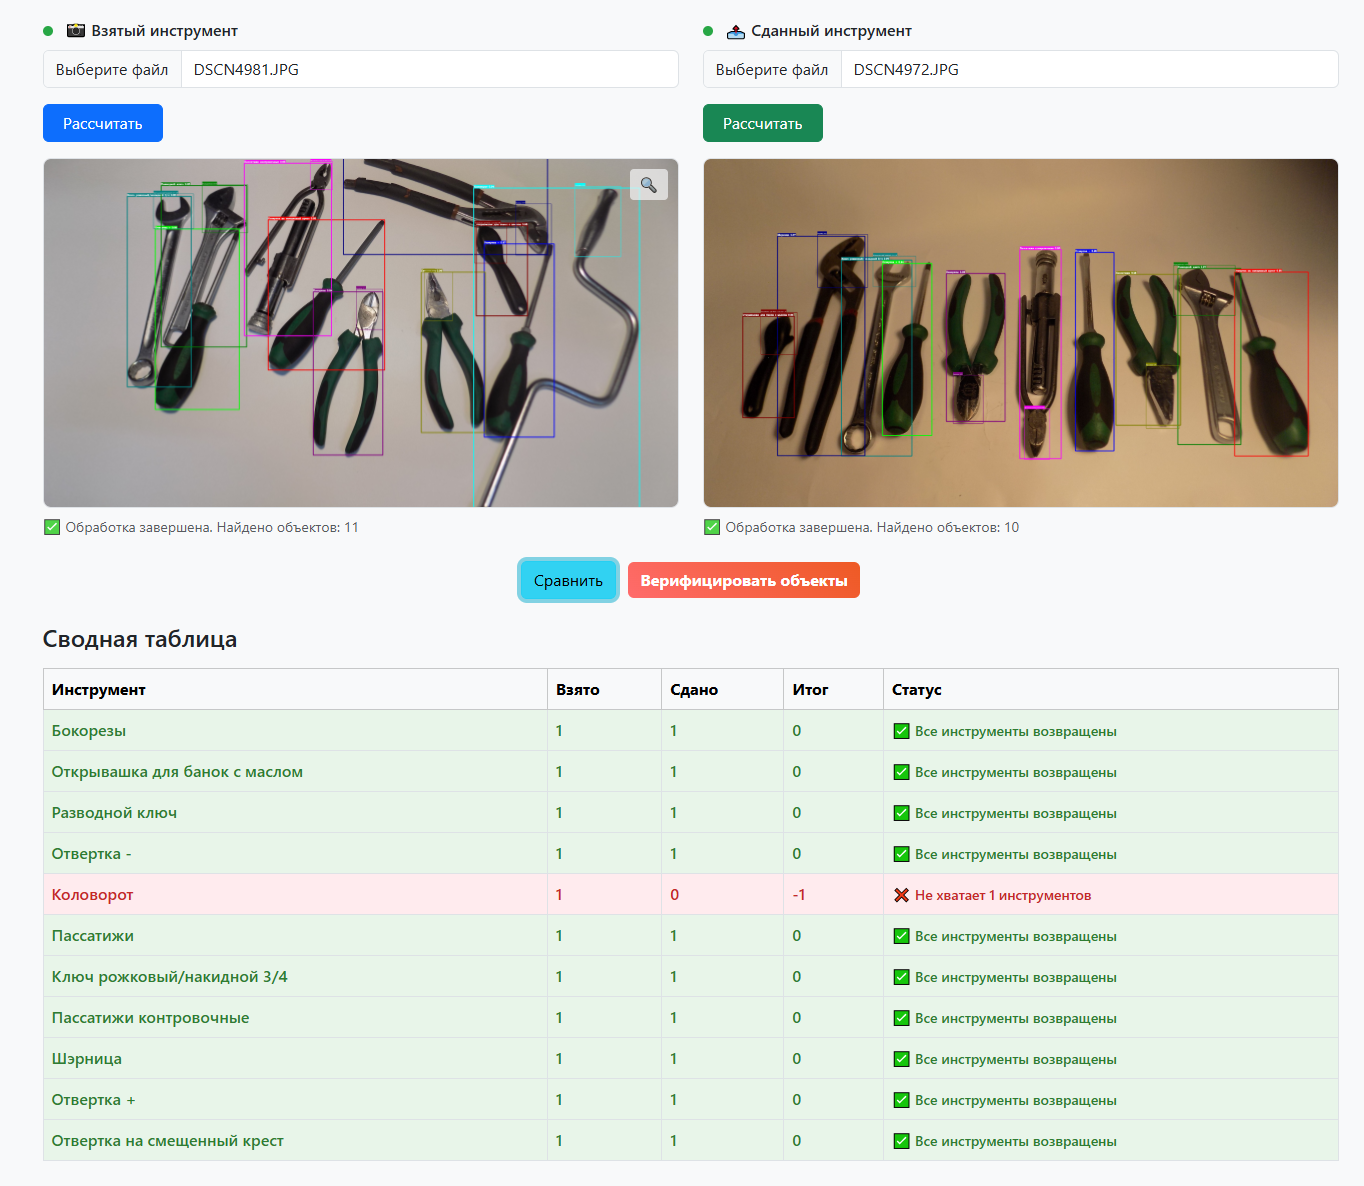 Взятый инструмент
Сданный инструмент
Выберите файл DSCN4981.JPG
Выберите файл DSCN4972.JPG
Рассчитать
Рассчитать
Обработка завершена. Найдено объектов: 11
Обработка завершена. Найдено объектов: 10
Сравнить
Верифицировать объекты
Сводная таблица
Инструмент Взято Сдано Итог Статус
Бокорезы 1 1 0 Все инструменты возвращены
Открывашка для банок с маслом 1 1 0 Все инструменты возвращены
Разводной ключ 1 1 0 Все инструменты возвращены
Отвертка - 1 1 0 Все инструменты возвращены
Коловорот 1 0 -1 Не хватает 1 инструментов
Пассатижи 1 1 0 Все инструменты возвращены
Ключ рожковый/накидной 3/4 1 1 0 Все инструменты возвращены
Пассатижи контровочные 1 1 0 Все инструменты возвращены
Шэрница 1 1 0 Все инструменты возвращены
Отвертка + 1 1 0 Все инструменты возвращены
Отвертка на смещенный крест 1 1 0 Все инструменты возвращены